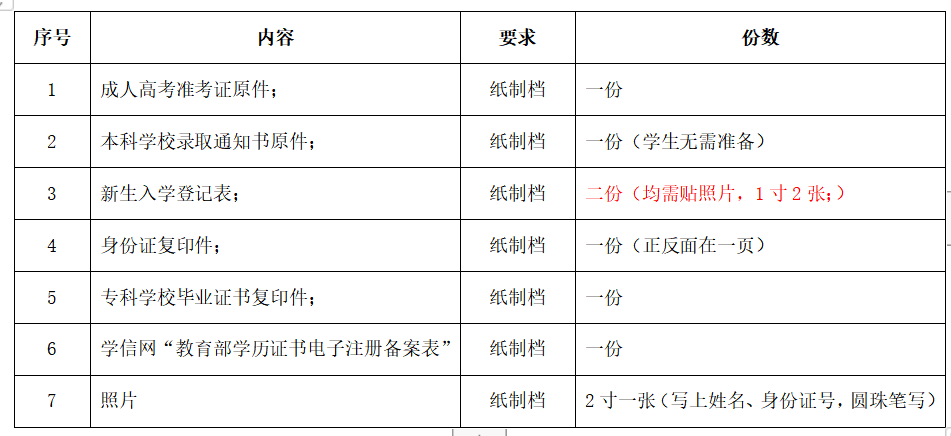 序号 内容 要求 份数
1 成人高考准考证原件； 纸制档 一份
2 本科学校录取通知书原件； 纸制档 一份（学生无需准备）
3 新生入学登记表； 纸制档 二份（均需贴照片，1寸2张；）
4 身份证复印件； 纸制档 一份（正反面在一页）
5 专科学校毕业证书复印件； 纸制档 一份
6 学信网“教育部学历证书电子注册备案表” 纸制档 一份
7 照片 纸制档 2寸一张（写上姓名、身份证号，圆珠笔写）